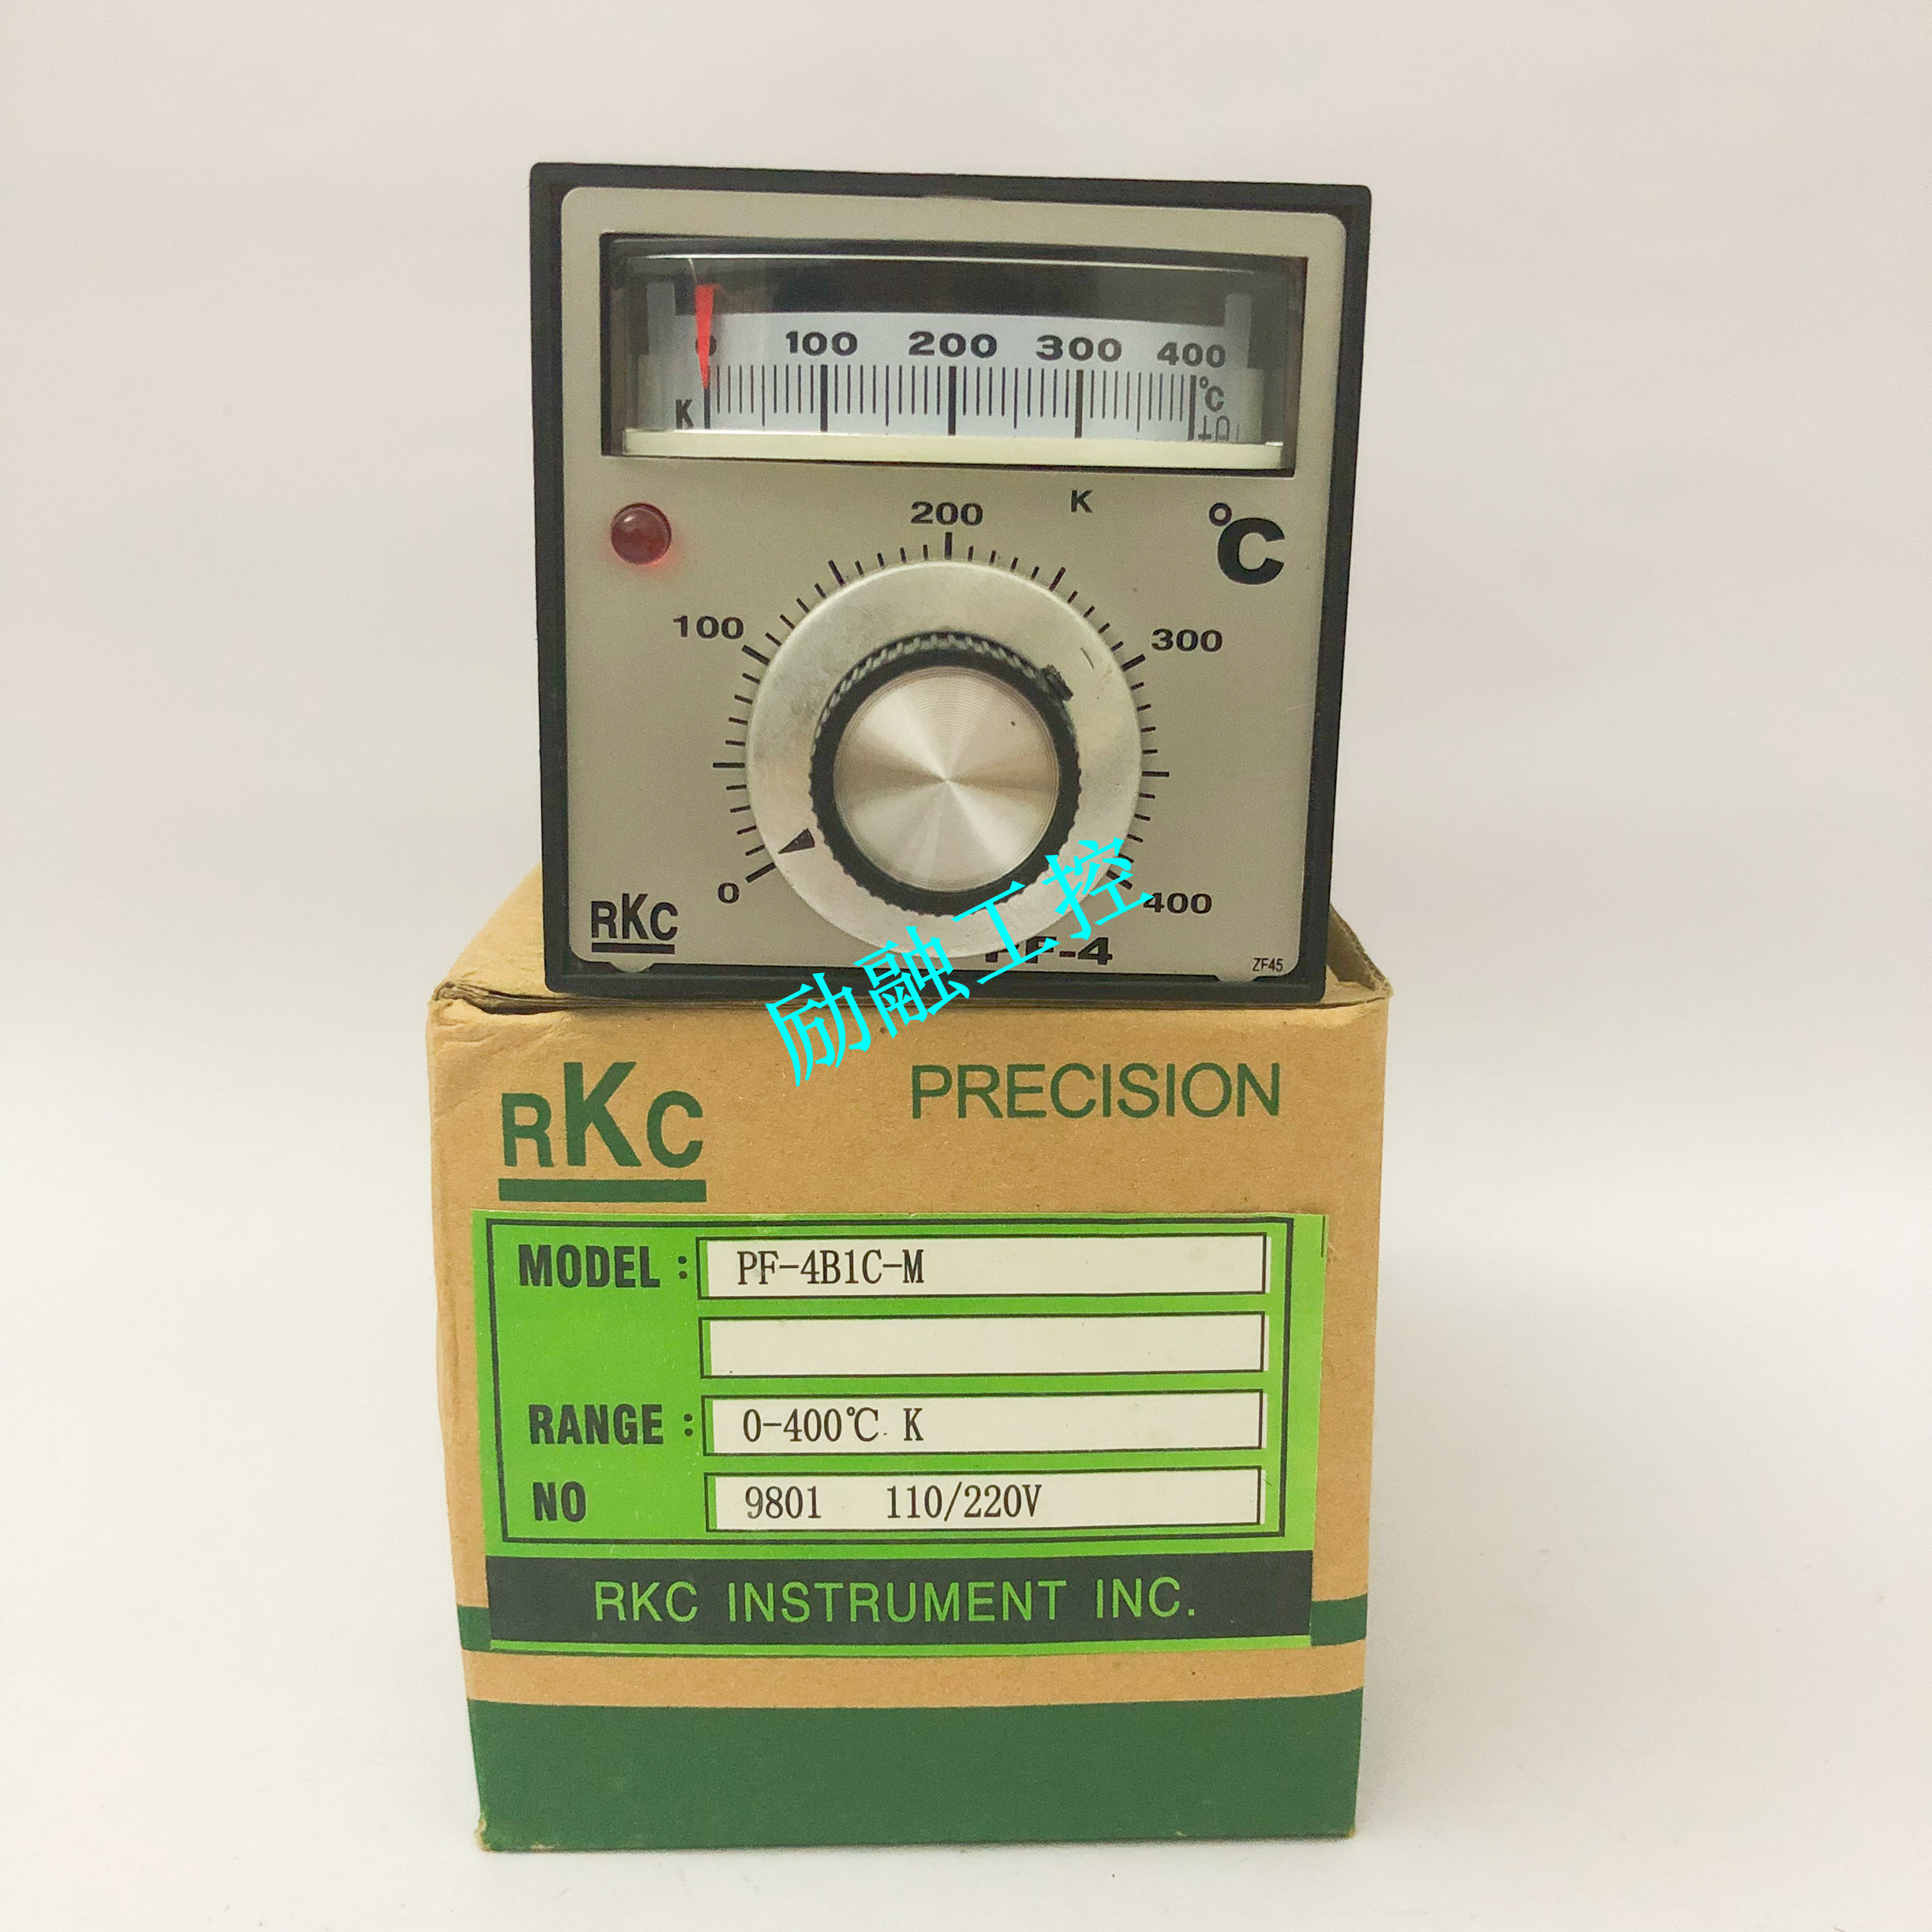 0 100 200 300 400
K
℃
K
℃
200
100
300
0
400
RKC
PF-4
ZF45
励融工控
RKC
PRECISION
MODEL : PF-4B1C-M
RANGE : 0-400℃ K
NO 9801 110/220V
RKC INSTRUMENT INC.